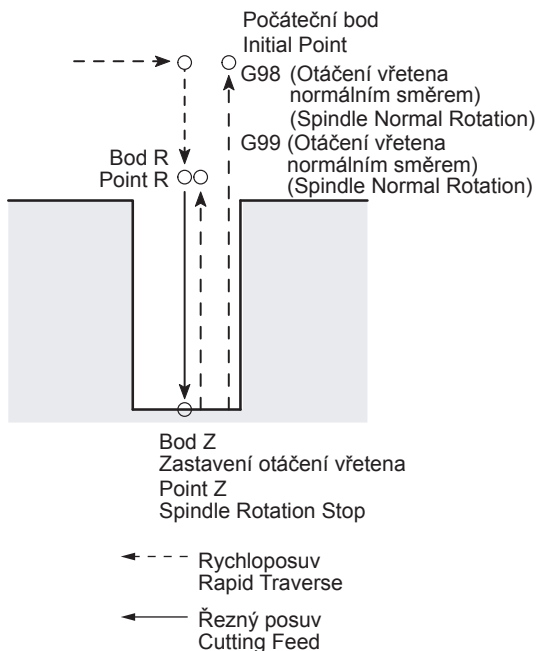 Počáteční bod
Initial Point
G98 (Otáčení vřetena
normálním směrem)
(Spindle Normal Rotation)
G99 (Otáčení vřetena
normálním směrem)
(Spindle Normal Rotation)
Bod R
Point R
Bod Z
Zastavení otáčení vřetena
Point Z
Spindle Rotation Stop
Rychloposuv
Rapid Traverse
Řezný posuv
Cutting Feed